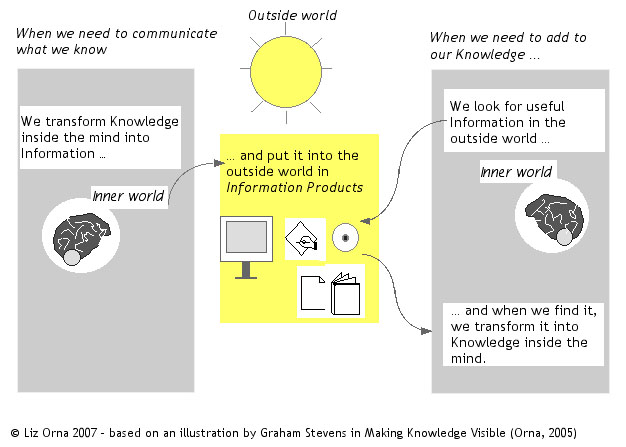 Outside world
When we need to communicate
what we know
We transform Knowledge
inside the mind into
Information …
Inner world
… and put it into the
outside world in
Information Products
When we need to add to
our Knowledge ...
We look for useful
Information in the
outside world …
Inner world
… and when we find it,
we transform it into
Knowledge inside the
mind.
© Liz Orna 2007 - based on an illustration by Graham Stevens in Making Knowledge Visible (Orna, 2005)